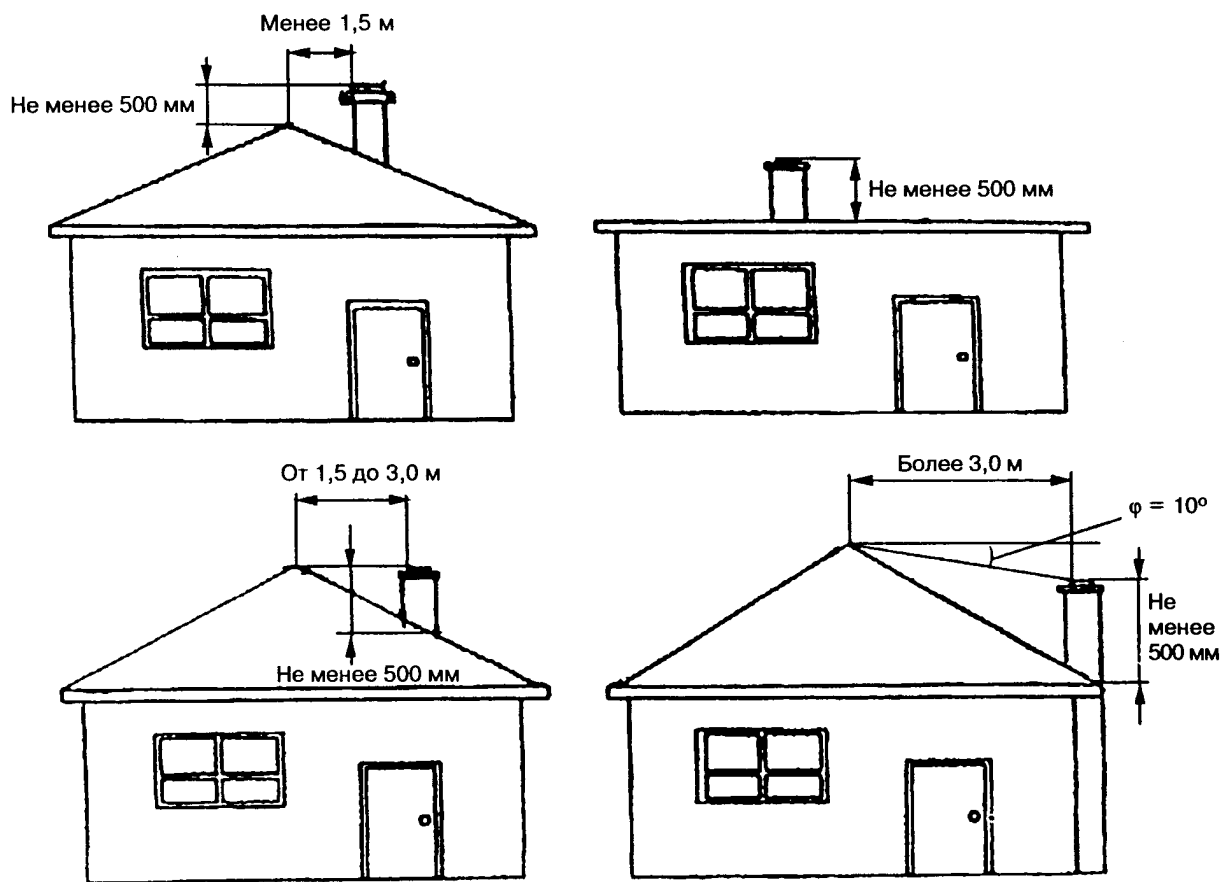 Менее 1,5 м
Не менее 500 мм
Не менее 500 мм
От 1,5 до 3,0 м
Не менее 500 мм
Более 3,0 м
φ = 10º
Не
менее
500 мм